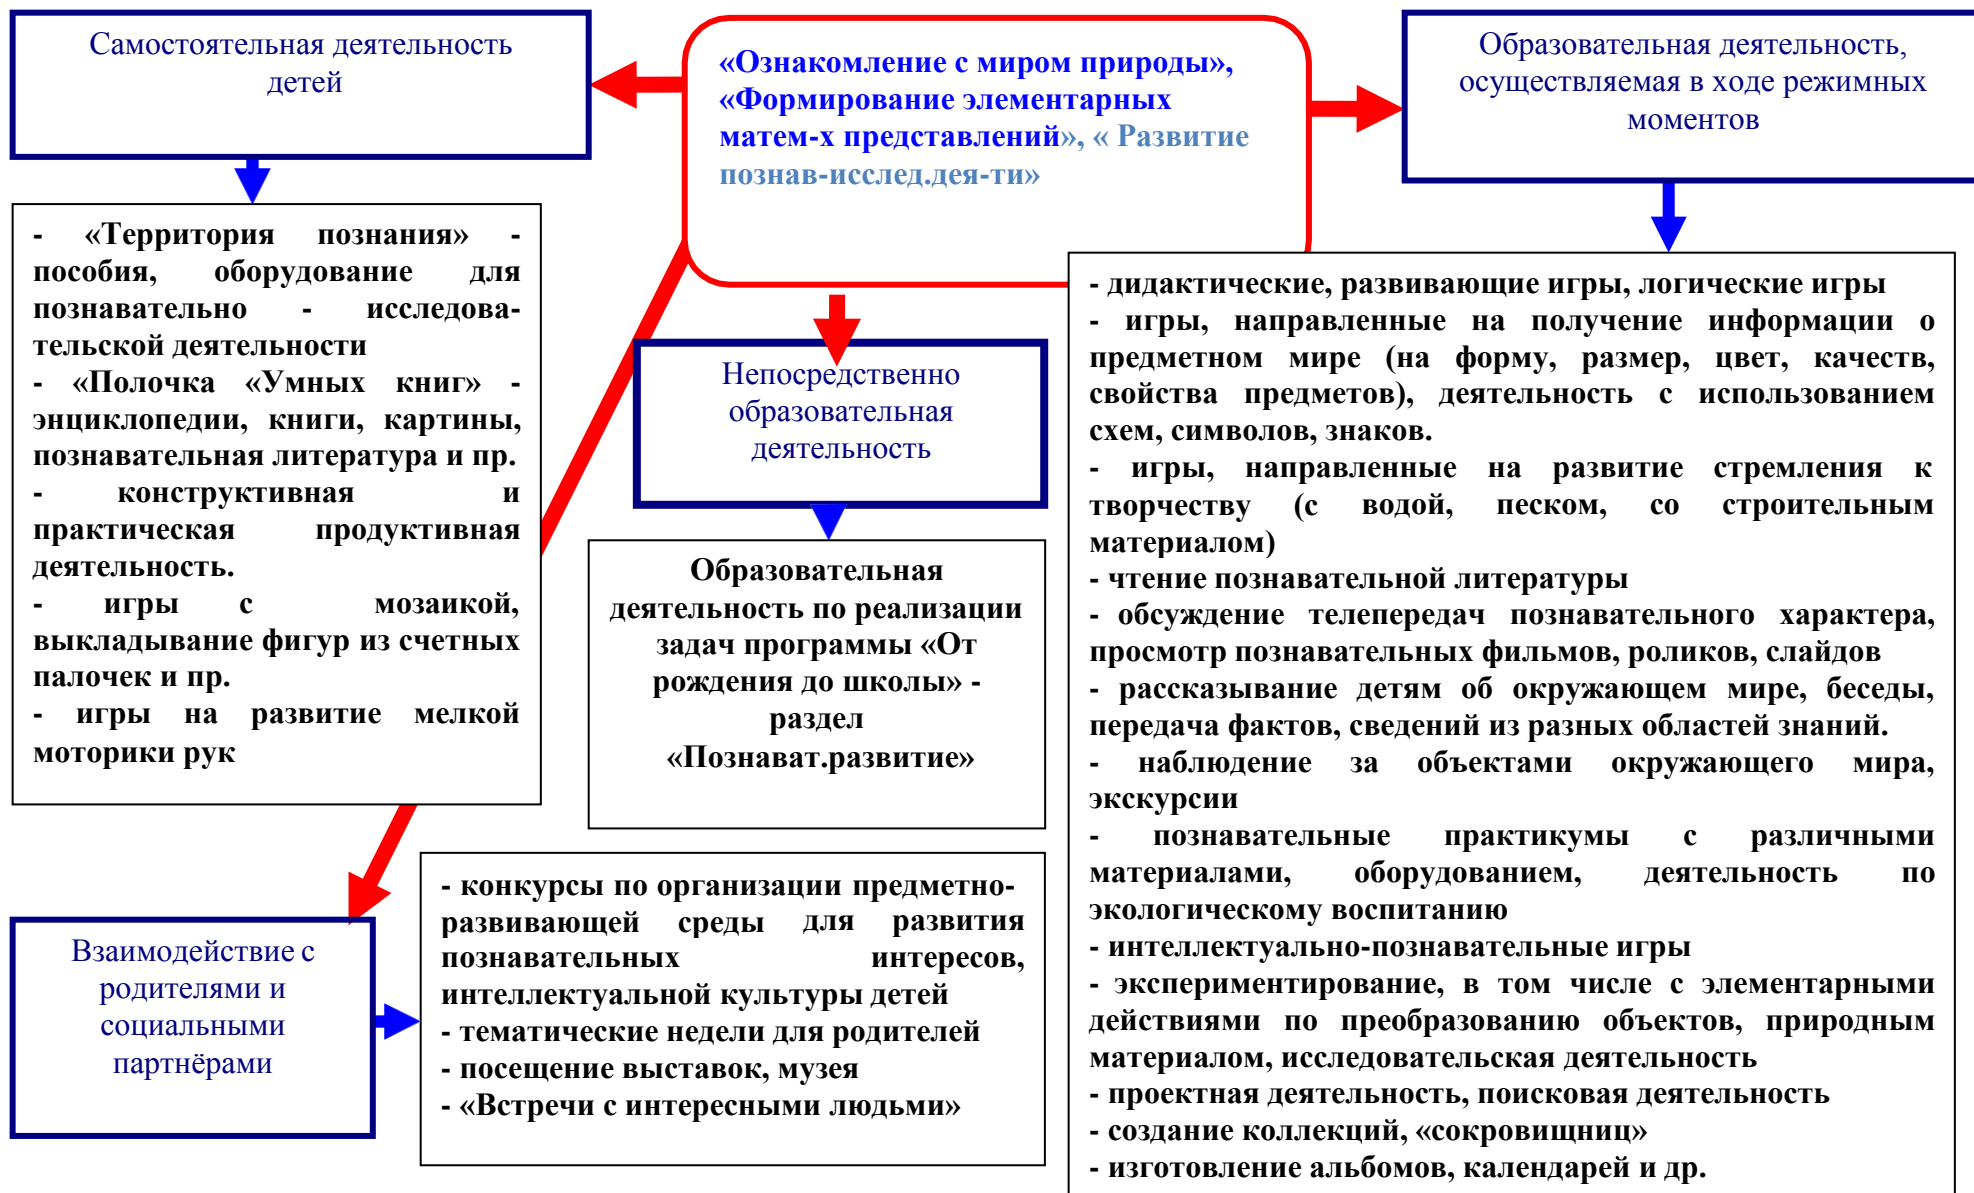 Самостоятельная деятельность
детей
«Ознакомление с миром природы»,
«Формирование элементарных
матем-х представлений», « Развитие
познав-исслед.дея-ти»
Образовательная деятельность,
осуществляемая в ходе режимных
моментов
- «Территория познания» -
пособия, оборудование для
познавательно - исследова-
тельской деятельности
- «Полочка «Умных книг» -
энциклопедии, книги, картины,
познавательная литература и пр.
- конструктивная и
практическая продуктивная
деятельность.
- игры с мозаикой,
выкладывание фигур из счетных
палочек и пр.
- игры на развитие мелкой
моторики рук
Непосредственно
образовательная
деятельность
Образовательная
деятельность по реализации
задач программы «От
рождения до школы» -
раздел
«Познават.развитие»
- дидактические, развивающие игры, логические игры
- игры, направленные на получение информации о
предметном мире (на форму, размер, цвет, качеств,
свойства предметов), деятельность с использованием
схем, символов, знаков.
- игры, направленные на развитие стремления к
творчеству (с водой, песком, со строительным
материалом)
- чтение познавательной литературы
- обсуждение телепередач познавательного характера,
просмотр познавательных фильмов, роликов, слайдов
- рассказывание детям об окружающем мире, беседы,
передача фактов, сведений из разных областей знаний.
- наблюдение за объектами окружающего мира,
экскурсии
- познавательные практикумы с различными
материалами, оборудованием, деятельность по
экологическому воспитанию
- интеллектуально-познавательные игры
- экспериментирование, в том числе с элементарными
действиями по преобразованию объектов, природным
материалом, исследовательская деятельность
- проектная деятельность, поисковая деятельность
- создание коллекций, «сокровищниц»
- изготовление альбомов, календарей и др.
Взаимодействие с
родителями и
социальными
партнёрами
- конкурсы по организации предметно-
развивающей среды для развития
познавательных интересов,
интеллектуальной культуры детей
- тематические недели для родителей
- посещение выставок, музея
- «Встречи с интересными людьми»